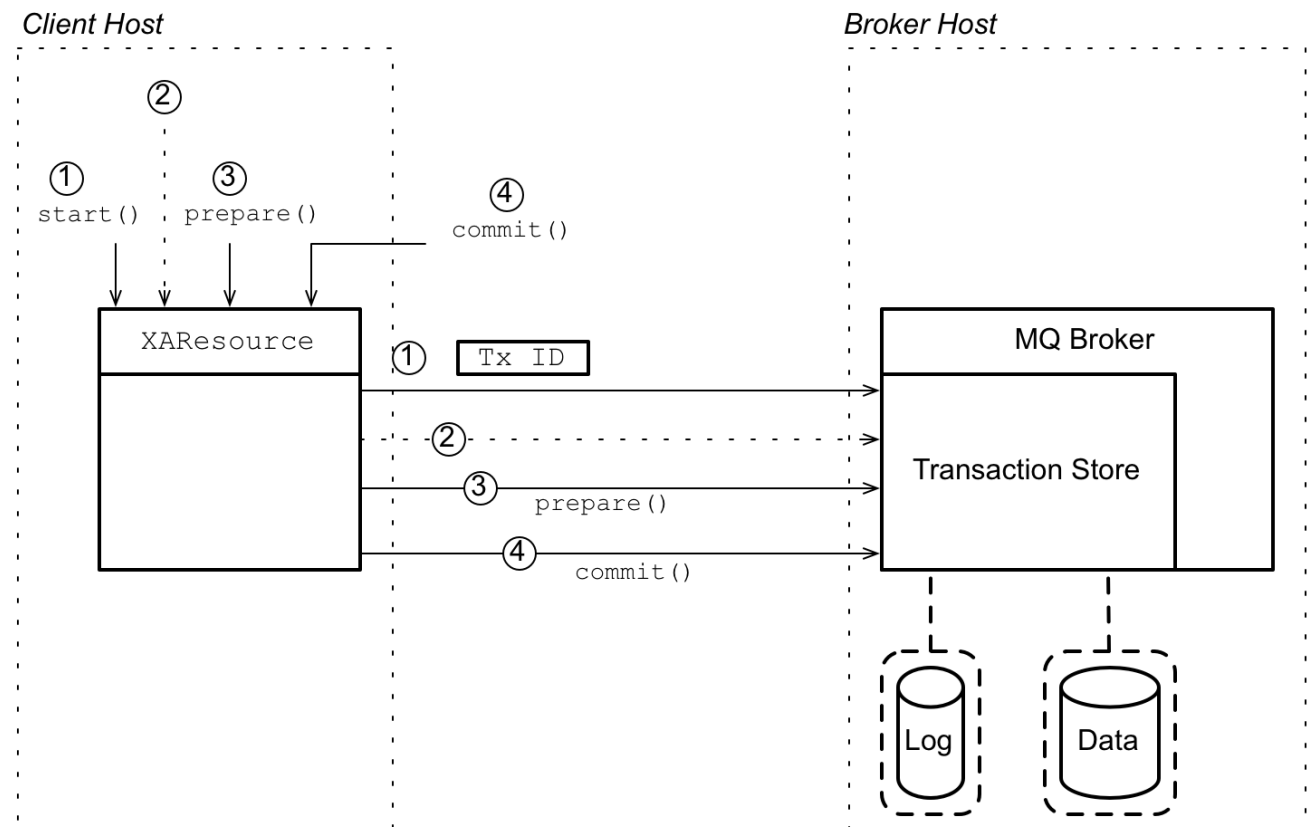 Client Host
Broker Host
2
1
3
4
start()
prepare()
commit()
XAResource
1
Tx ID
MQ Broker
2
Transaction Store
3
prepare()
4
commit()
Log
Data